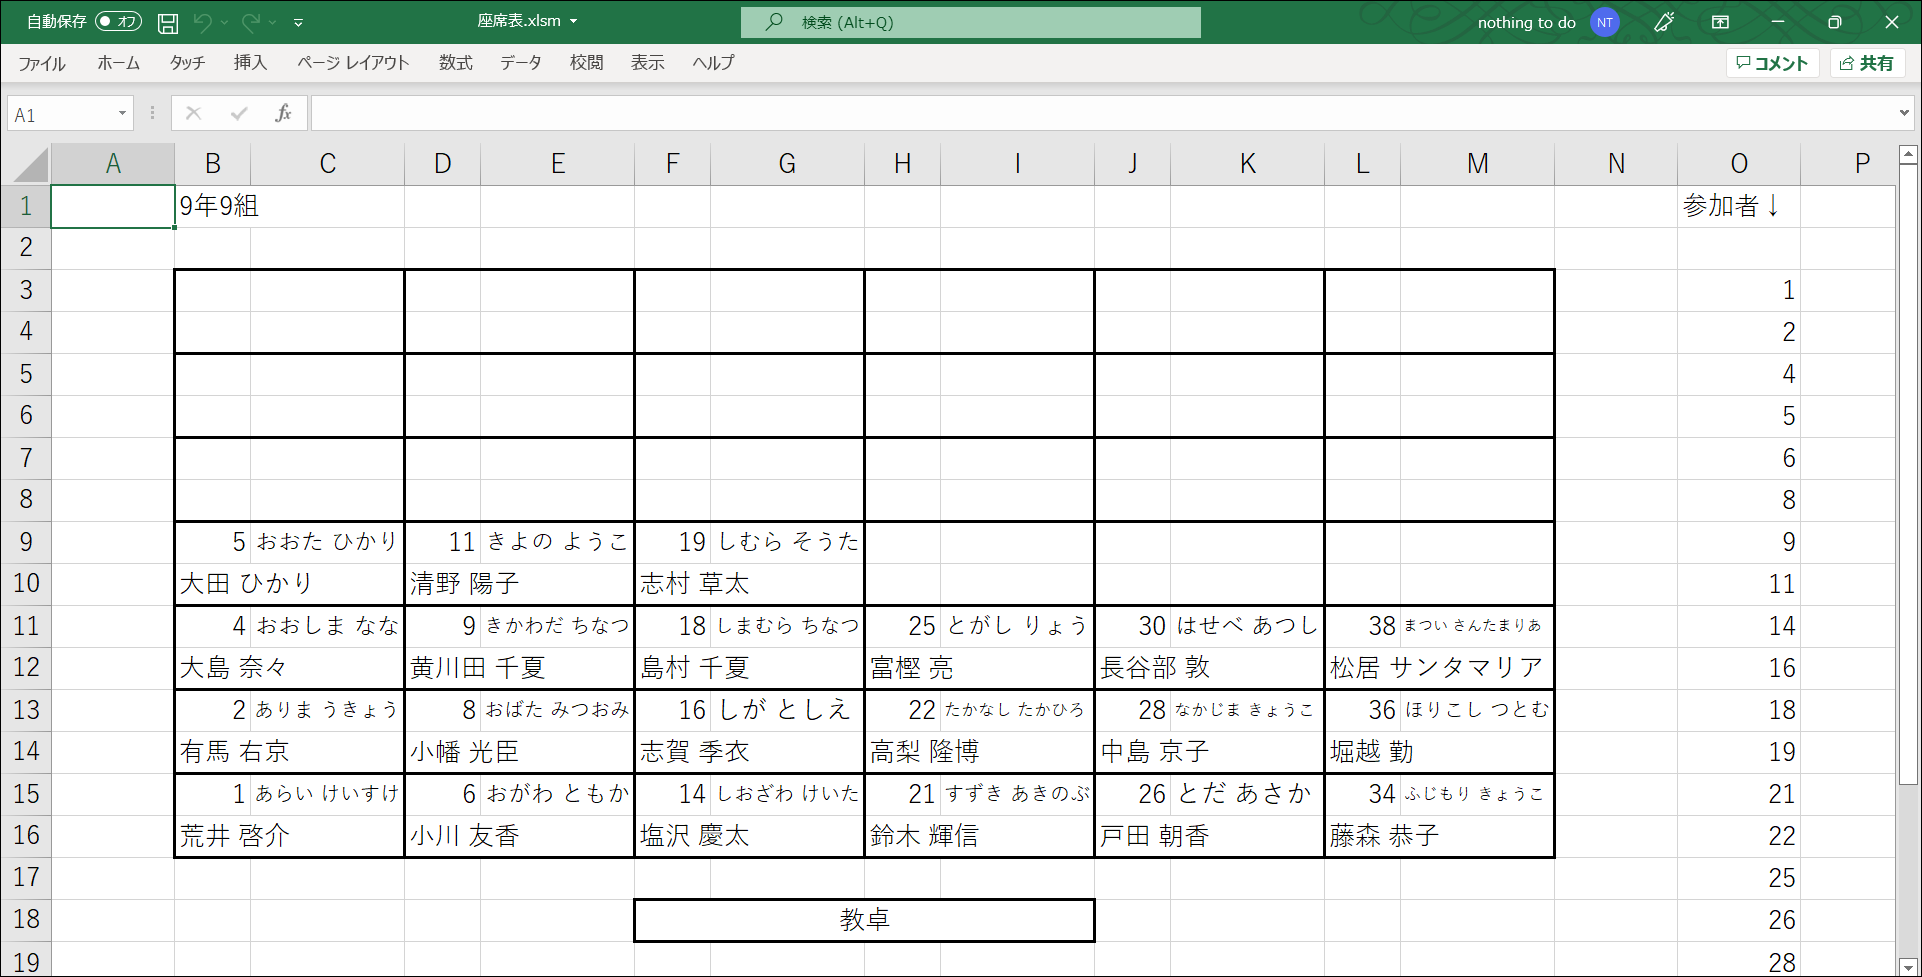 自動保存 オフ 座席表.xlsm 検索 (Alt+Q) nothing to do NT
ファイル ホーム タッチ 挿入 ページ レイアウト 数式 データ 校閲 表示 ヘルプ コメント 共有
A1 fx
A B C D E F G H I J K L M N O P
1 9年9組 参加者↓
2
3 1
4 2
5 4
6 5
7 6
8 8
9 5 おおた ひかり 11 きよの ようこ 19 しむら そうた 9
10 大田 ひかり 清野 陽子 志村 草太 11
11 4 おおしま なな 9 きかわだ ちなつ 18 しまむら ちなつ 25 とがし りょう 30 はせべ あつし 38 まつい さんたまりあ 14
12 大島 奈々 黄川田 千夏 島村 千夏 富樫 亮 長谷部 敦 松居 サンタマリア 16
13 2 ありま うきょう 8 おばた みつおみ 16 しが としえ 22 たかなし たかひろ 28 なかじま きょうこ 36 ほりこし つとむ 18
14 有馬 右京 小幡 光臣 志賀 季衣 高梨 隆博 中島 京子 堀越 勤 19
15 1 あらい けいすけ 6 おがわ ともか 14 しおざわ けいた 21 すずき あきのぶ 26 とだ あさか 34 ふじもり きょうこ 21
16 荒井 啓介 小川 友香 塩沢 慶太 鈴木 輝信 戸田 朝香 藤森 恭子 22
17 25
18 教卓 26
19 28